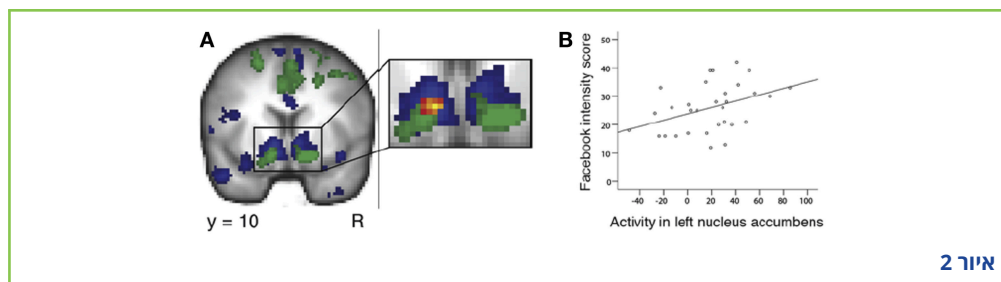 A
y = 10
R
B
Facebook intensity score
50
40
30
20
10
0
-40 -20 0 20 40 60 80 100
Activity in left nucleus accumbens
איור 2